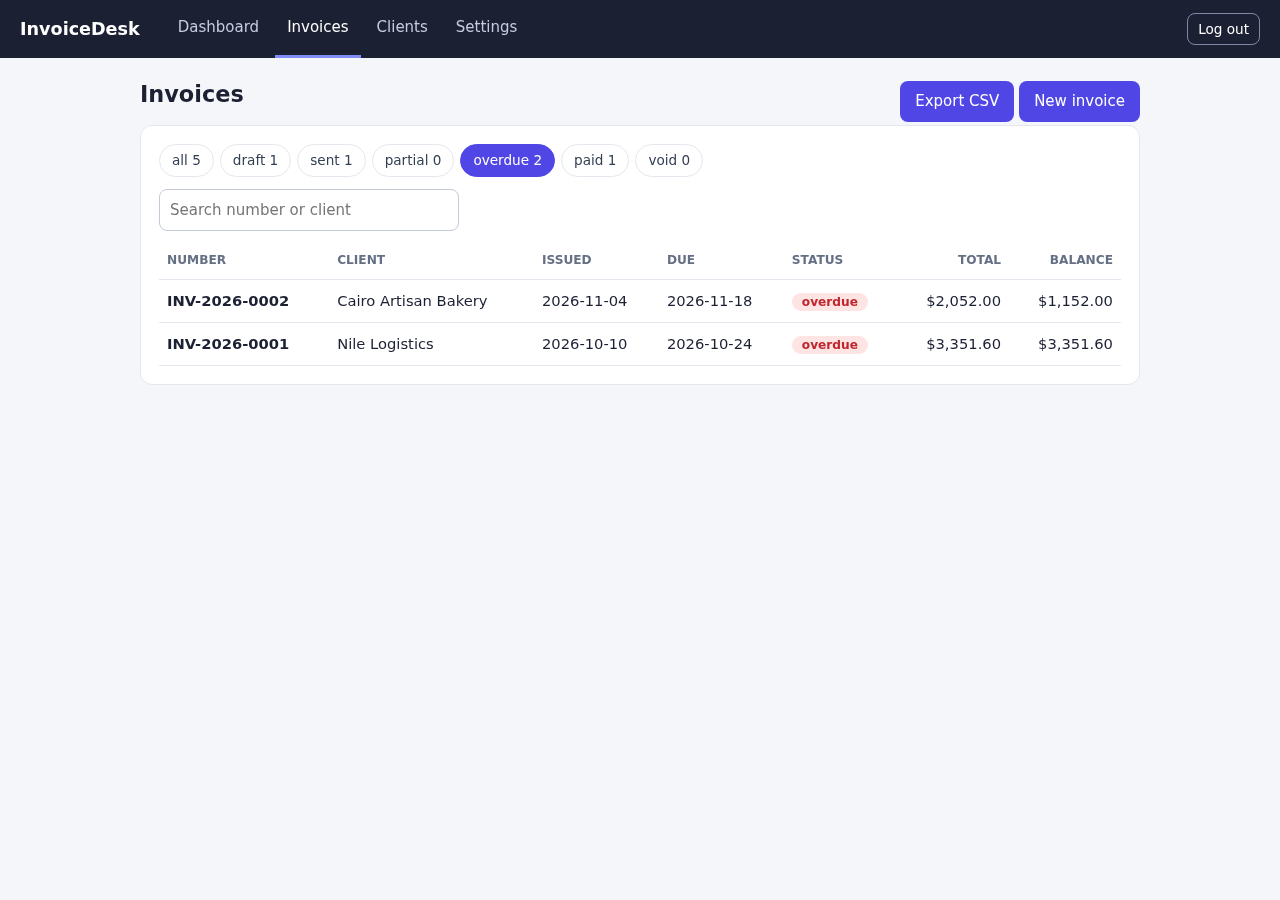 InvoiceDesk Dashboard Invoices Clients Settings Log out
Invoices Export CSV New invoice
all 5 draft 1 sent 1 partial 0 overdue 2 paid 1 void 0
Search number or client
NUMBER CLIENT ISSUED DUE STATUS TOTAL BALANCE
INV-2026-0002 Cairo Artisan Bakery 2026-11-04 2026-11-18 overdue $2,052.00 $1,152.00
INV-2026-0001 Nile Logistics 2026-10-10 2026-10-24 overdue $3,351.60 $3,351.60